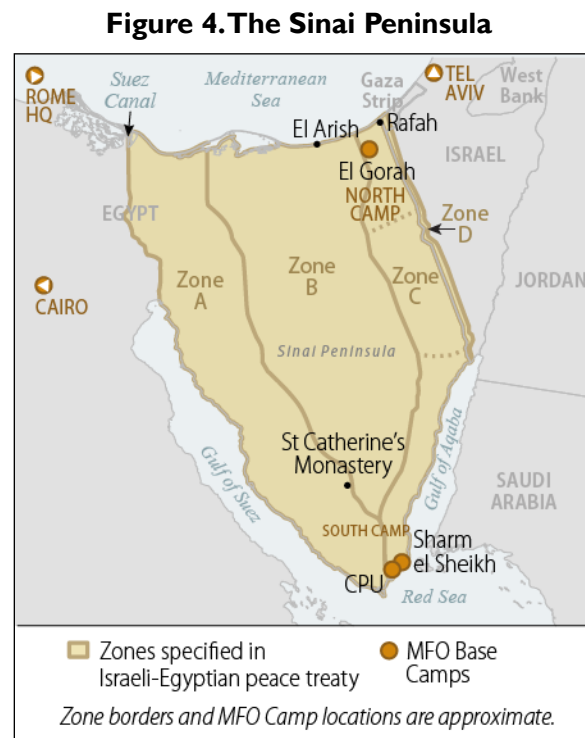 Figure 4. The Sinai Peninsula
ROME
HQ
Suez
Canal
Mediterranean
Sea
Gaza
Strip
TEL
AVIV
West
Bank
El Arish
Rafah
ISRAEL
El Gorah
NORTH
CAMP
EGYPT
Zone
D
Zone
A
Zone
B
Zone
C
JORDAN
CAIRO
Sinai Peninsula
St Catherine's
Monastery
Gulf of Suez
Gulf of Aqaba
SAUDI
ARABIA
SOUTH CAMP
Sharm
el Sheikh
CPU
Red Sea
Zones specified in
Israeli-Egyptian peace treaty
MFO Base
Camps
Zone borders and MFO Camp locations are approximate.